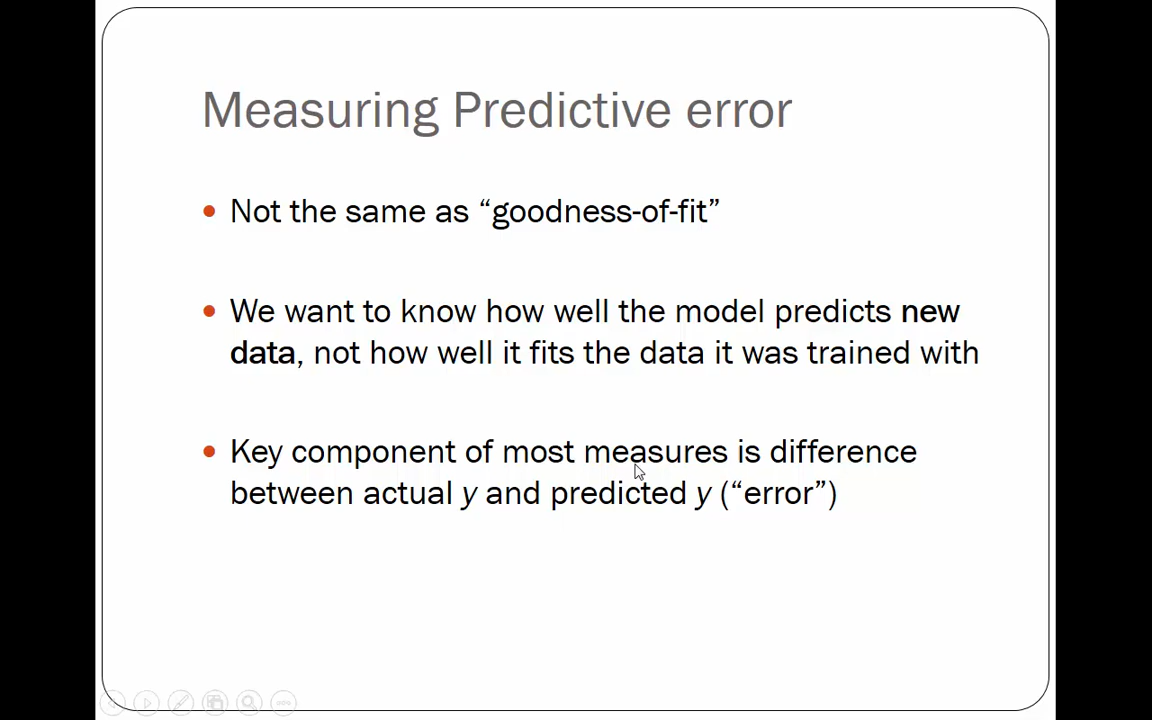 Measuring Predictive error
• Not the same as “goodness-of-fit”
• We want to know how well the model predicts new
data, not how well it fits the data it was trained with
• Key component of most measures is difference
between actual y and predicted y (“error”)